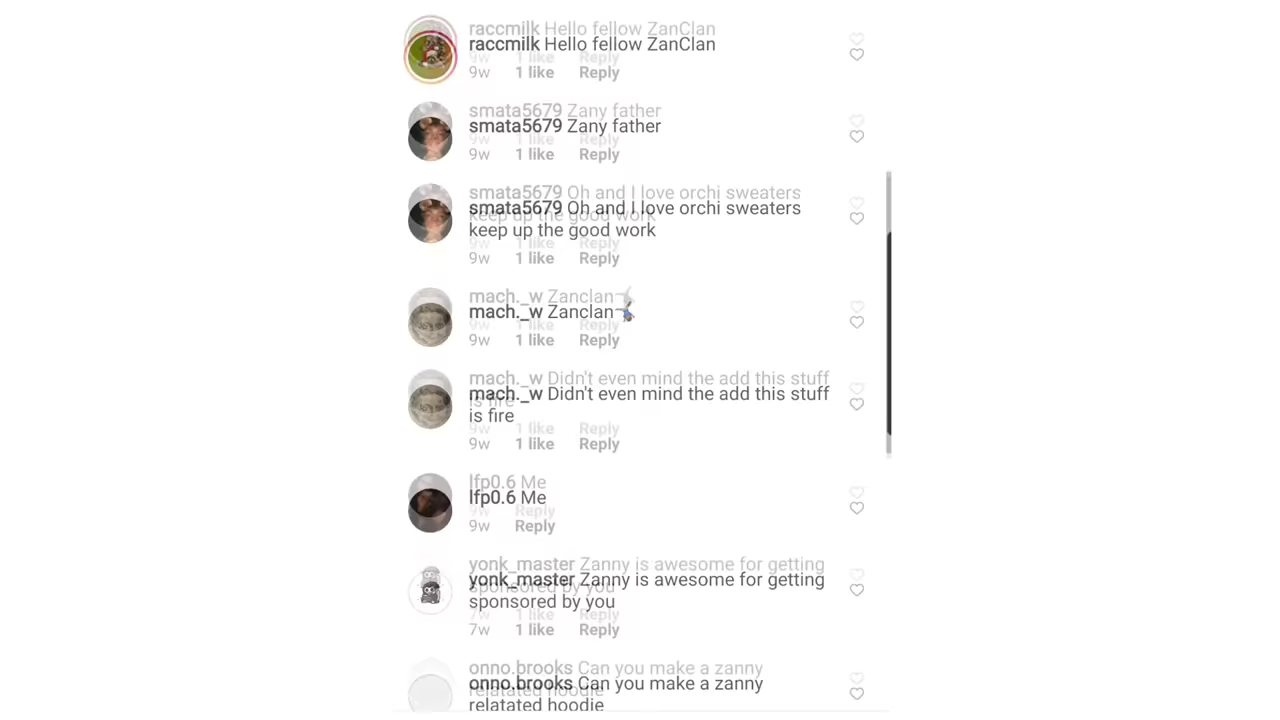 raccmilk Hello fellow ZanClan
9w 1 like Reply
smata5679 Zany father
9w 1 like Reply
smata5679 Oh and I love orchi sweaters
keep up the good work
9w 1 like Reply
mach._w Zanclan
9w 1 like Reply
mach._w Didn't even mind the add this stuff
is fire
9w 1 like Reply
lfp0.6 Me
9w Reply
yonk_master Zanny is awesome for getting
sponsored by you
7w 1 like Reply
onno.brooks Can you make a zanny
relatated hoodie